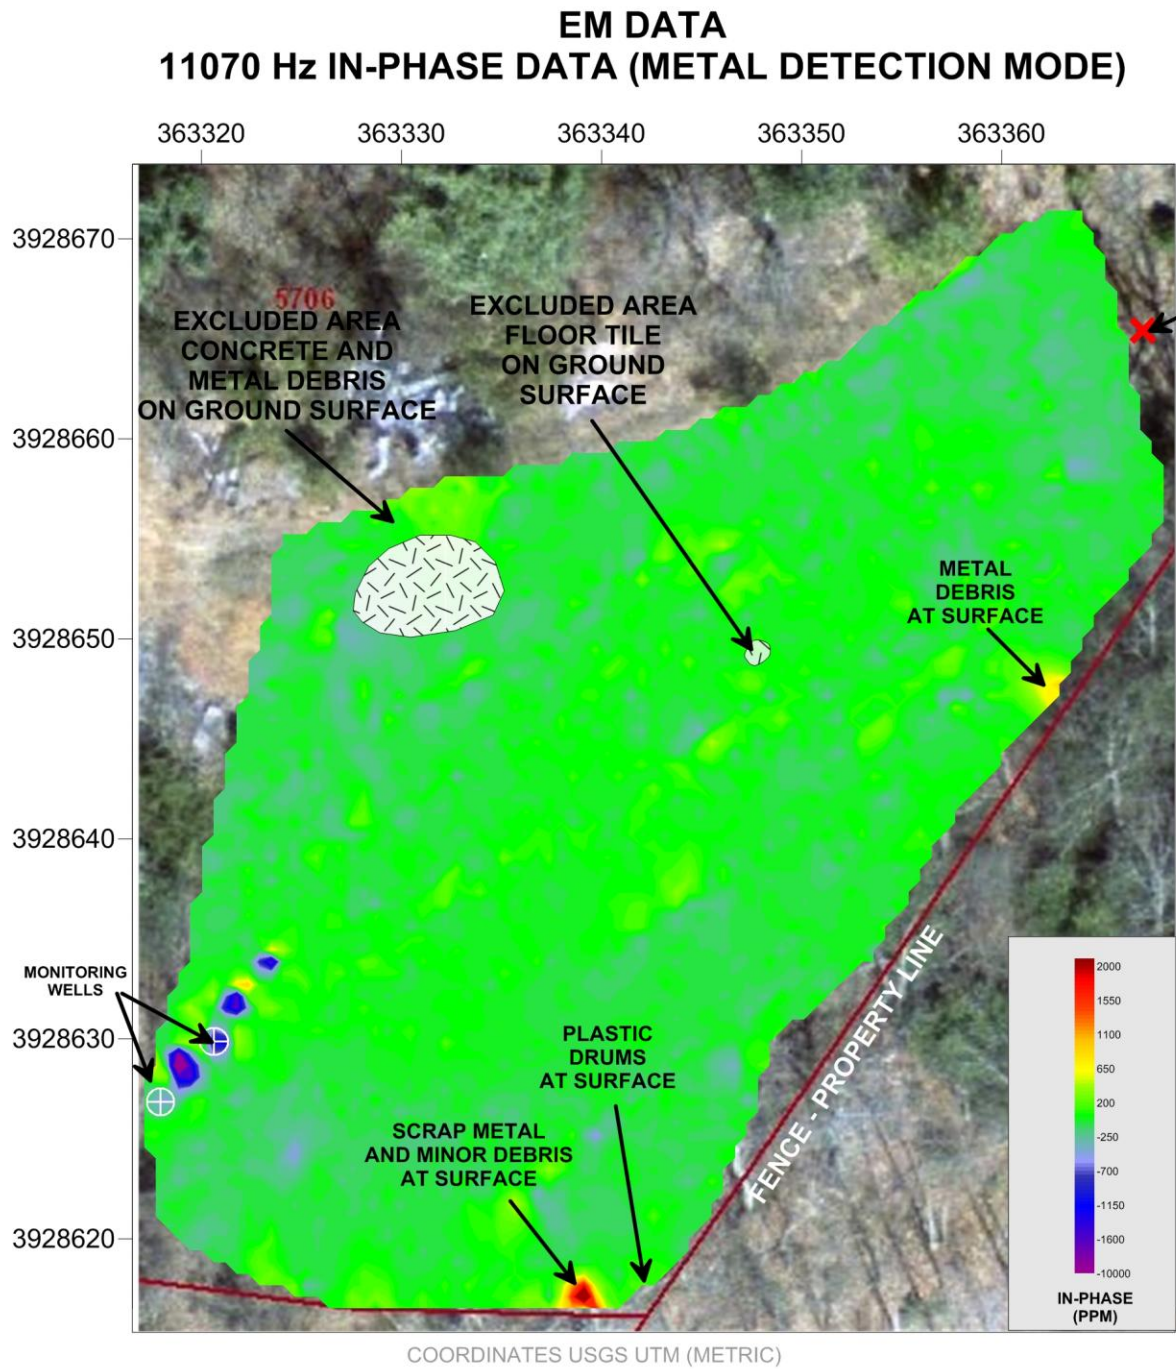 EM DATA
11070 Hz IN-PHASE DATA (METAL DETECTION MODE)
363320 363330 363340 363350 363360
3928670
3928660
3928650
3928640
3928630
3928620
5706
EXCLUDED AREA
CONCRETE AND
METAL DEBRIS
ON GROUND SURFACE
EXCLUDED AREA
FLOOR TILE
ON GROUND
SURFACE
METAL
DEBRIS
AT SURFACE
MONITORING
WELLS
PLASTIC
DRUMS
AT SURFACE
SCRAP METAL
AND MINOR DEBRIS
AT SURFACE
FENCE - PROPERTY LINE
2000
1550
1100
650
200
-250
-700
-1150
-1600
-10000
IN-PHASE
(PPM)
COORDINATES USGS UTM (METRIC)